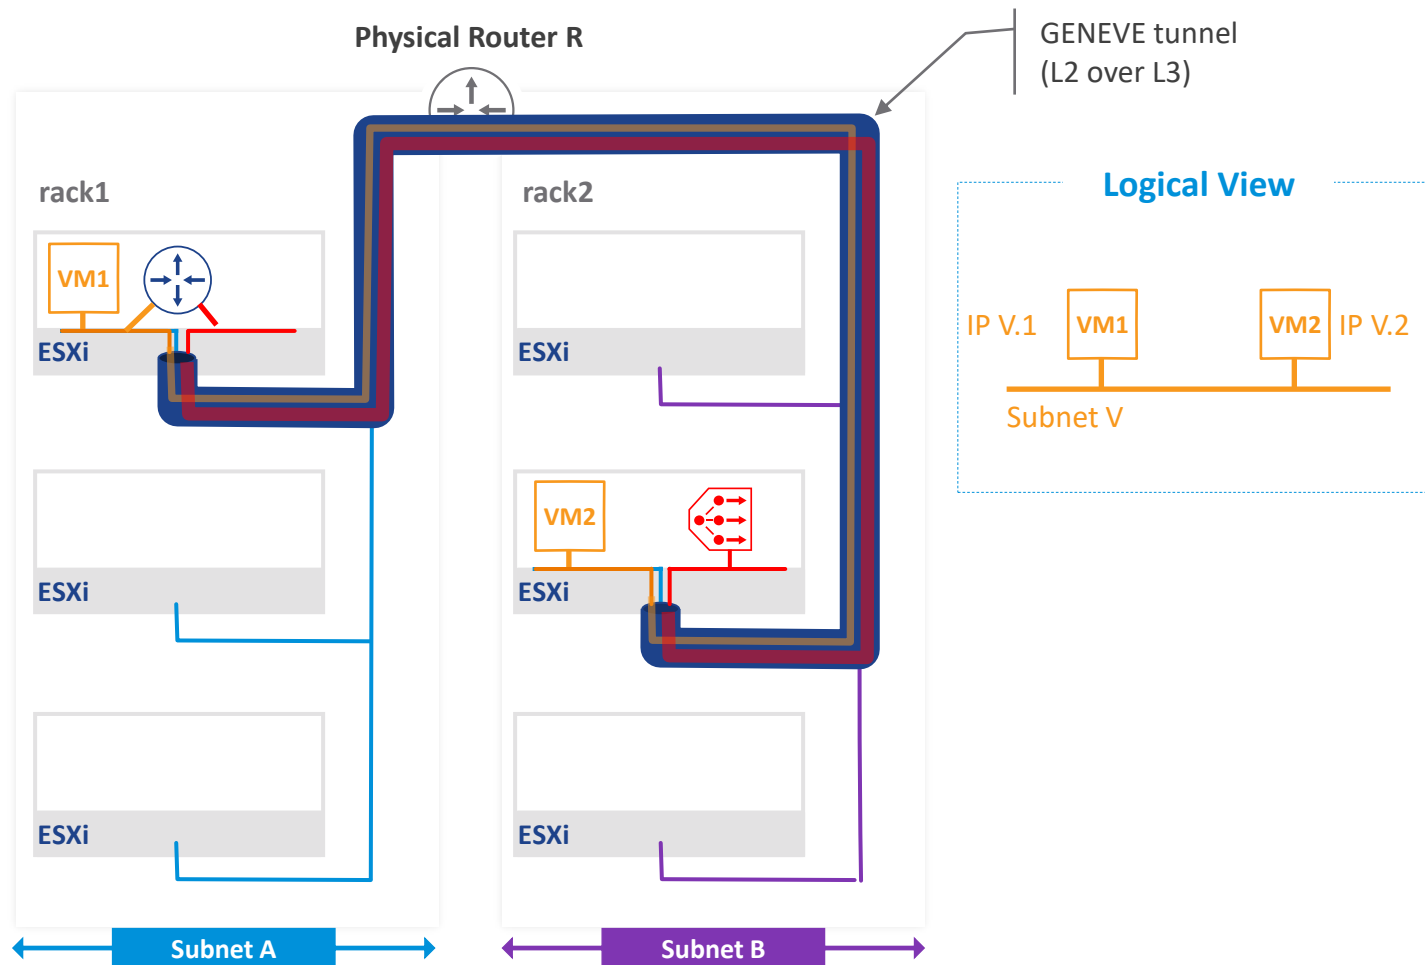 Physical Router R
GENEVE tunnel
(L2 over L3)
rack1
rack2
Logical View
VM1
ESXi
ESXi
IP V.1
VM1
VM2
IP V.2
Subnet V
VM2
ESXi
ESXi
ESXi
ESXi
Subnet A
Subnet B